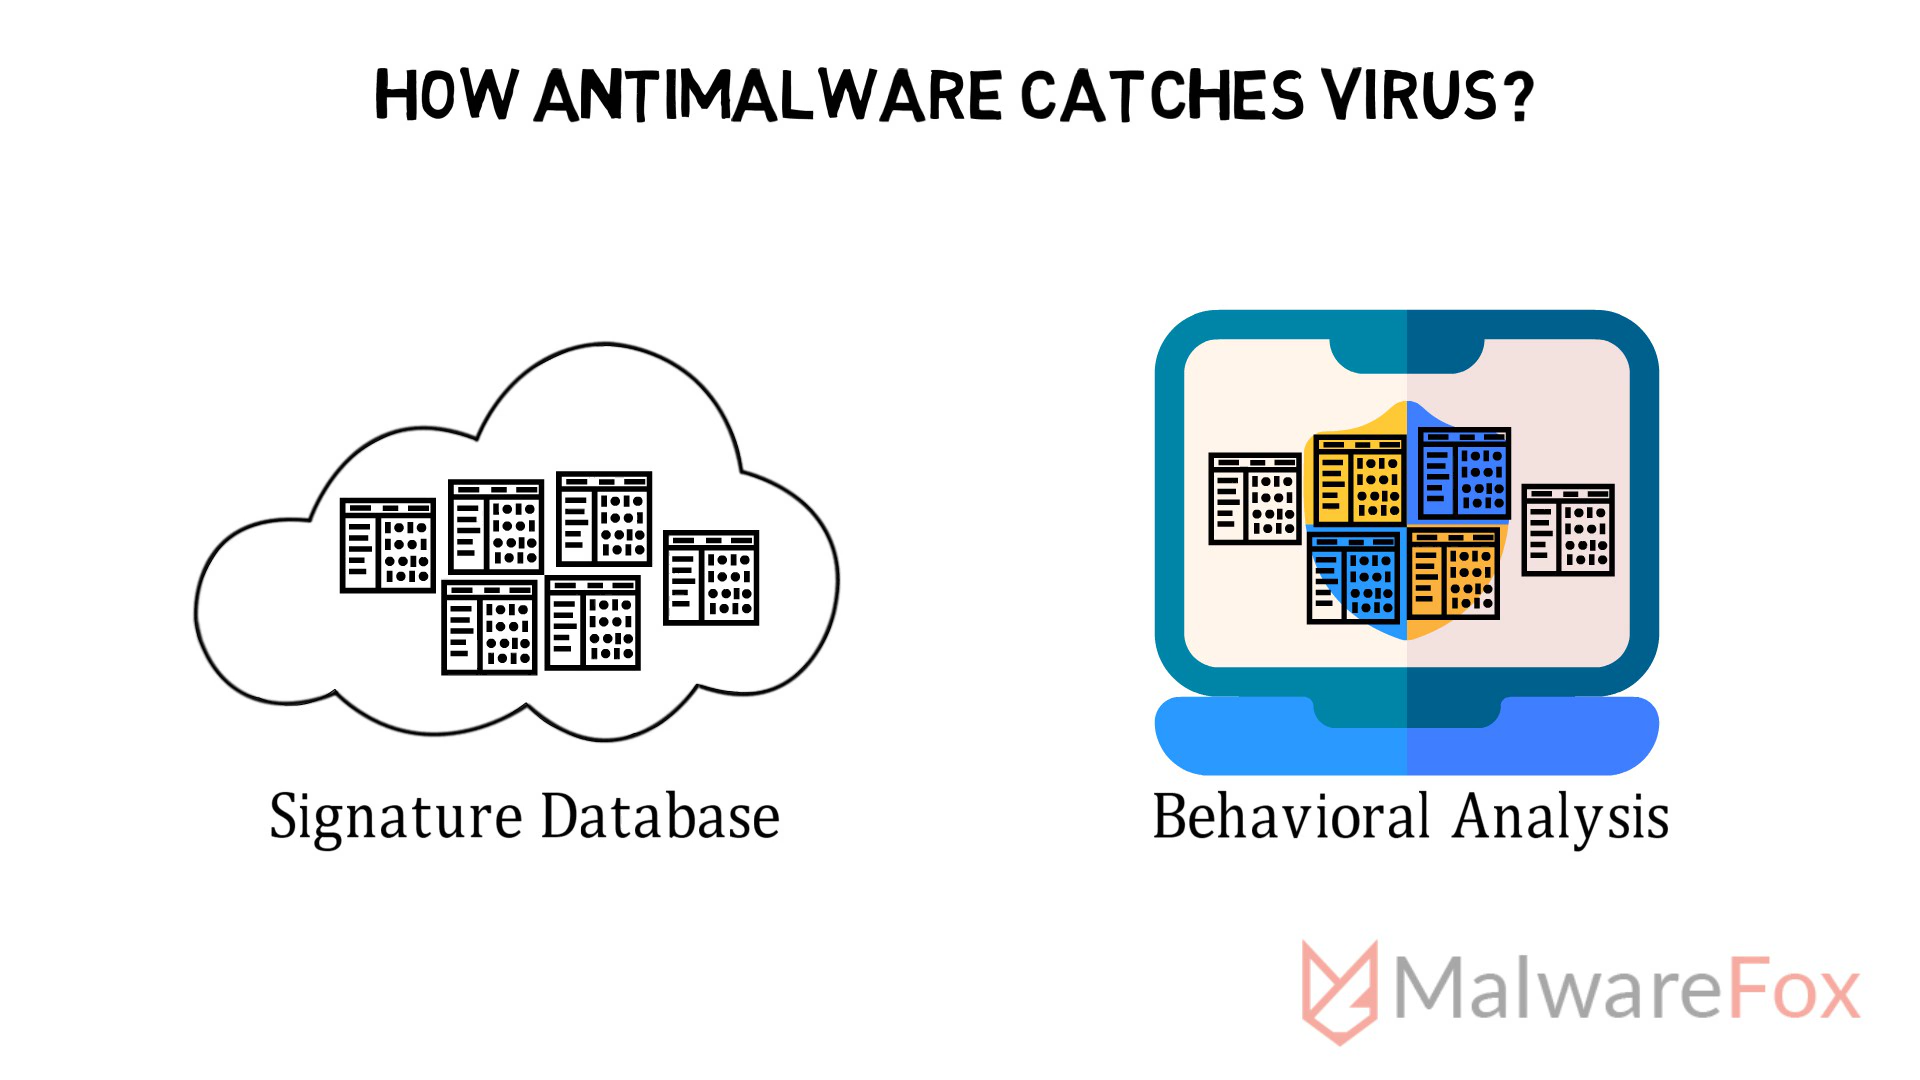 HOW ANTIMALWARE CATCHES VIRUS?
Signature Database
Behavioral Analysis
MalwareFox